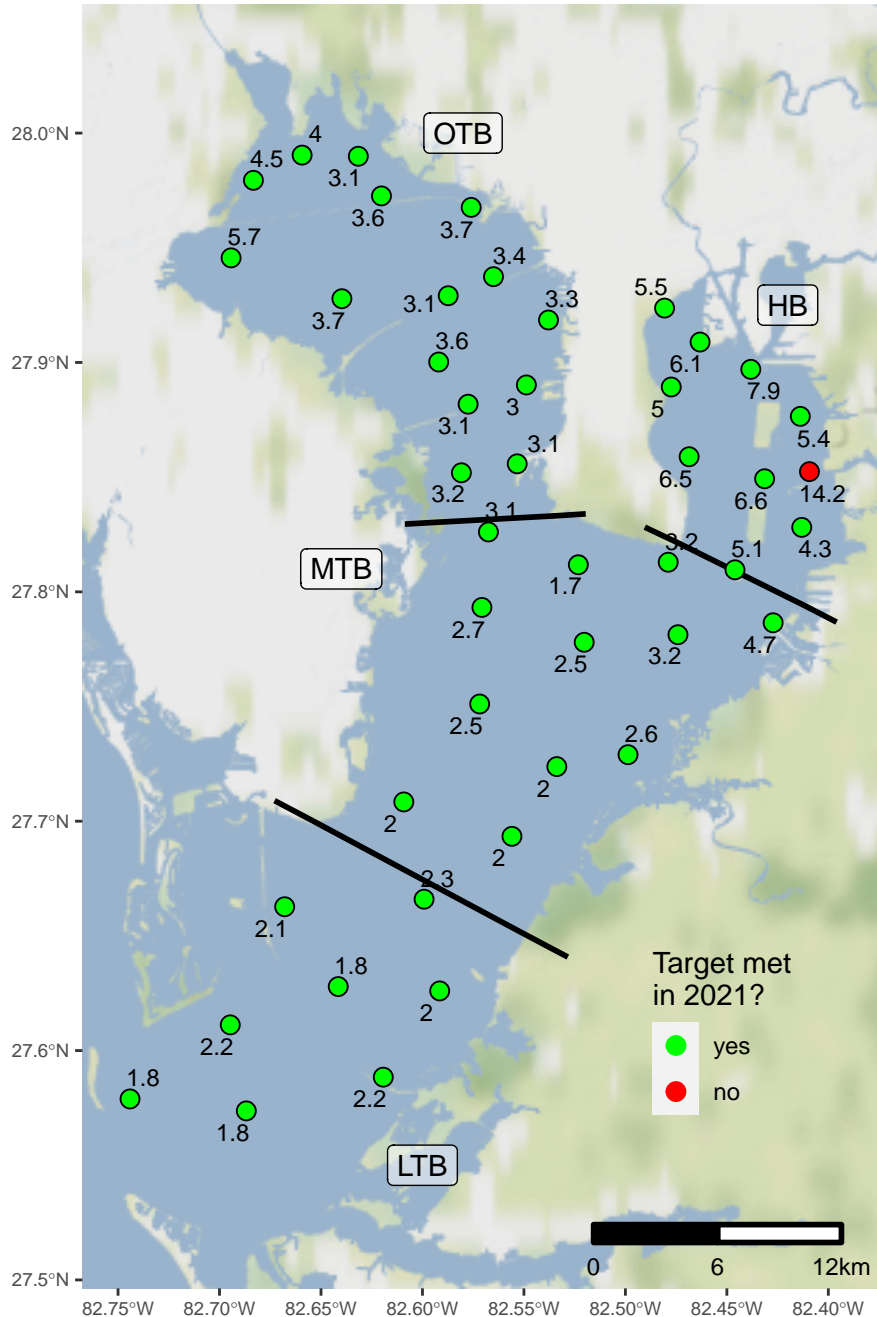 28.0°N
27.9°N
27.8°N
27.7°N
27.6°N
27.5°N
4
OTB
4.5
3.1
3.6
3.7
5.7
3.4
3.7
3.1
3.3
5.5
HB
3.6
6.1
7.9
3
5
3.1
5.4
3.1
6.5
3.2
6.6
14.2
3.1
4.3
3.2
5.1
MTB
1.7
2.7
2.5
3.2
4.7
2.5
2.6
2
2
2
2.3
2.1
1.8
2
2.2
1.8
2.2
1.8
LTB
Target met
in 2021?
yes
no
0 6 12km
82.75°W 82.70°W 82.65°W 82.60°W 82.55°W 82.50°W 82.45°W 82.40°W